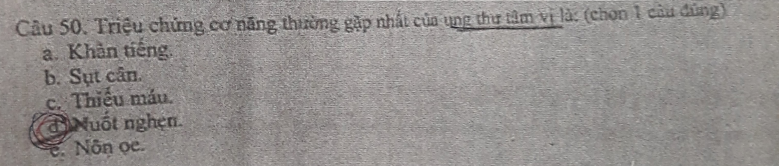 Câu 50. Triệu chứng cơ năng thường gặp nhất của ung thư tâm vị là: (chọn 1 câu đúng)
a. Khàn tiếng.
b. Sụt cân.
c. Thiếu máu.
d. Nuốt nghẹn.
e. Nôn oẹ.